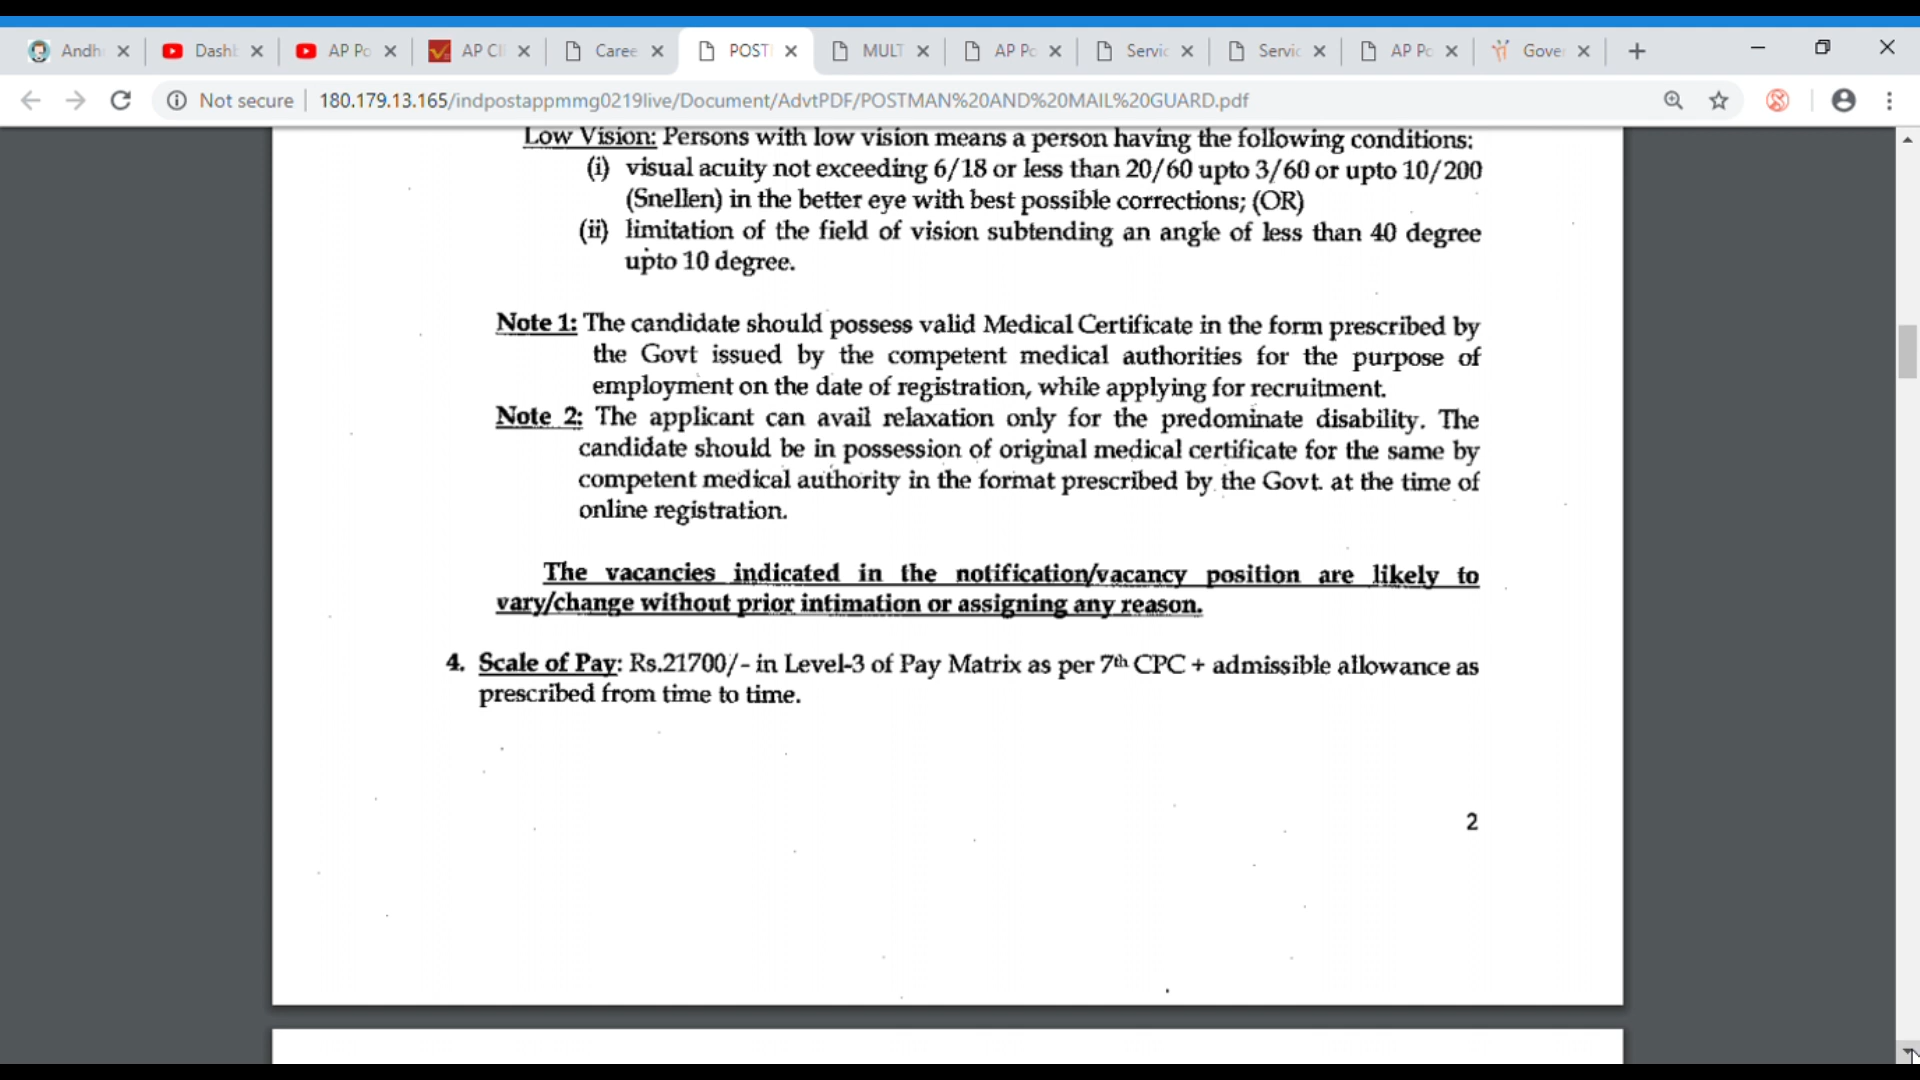 Andh
Dash
AP Po
AP CI
Caree
POST
MULT
AP Po
Servic
Servic
AP Po
Gove
Not secure
180.179.13.165/indpostappmmg0219live/Document/AdvtPDF/POSTMAN%20AND%20MAIL%20GUARD.pdf
Low Vision: Persons with low vision means a person having the following conditions:
(i) visual acuity not exceeding 6/18 or less than 20/60 upto 3/60 or upto 10/200
(Snellen) in the better eye with best possible corrections; (OR)
(ii) limitation of the field of vision subtending an angle of less than 40 degree
upto 10 degree.
Note 1: The candidate should possess valid Medical Certificate in the form prescribed by
the Govt issued by the competent medical authorities for the purpose of
employment on the date of registration, while applying for recruitment.
Note 2: The applicant can avail relaxation only for the predominate disability. The
candidate should be in possession of original medical certificate for the same by
competent medical authority in the format prescribed by the Govt. at the time of
online registration.
The vacancies indicated in the notification/vacancy position are likely to
vary/change without prior intimation or assigning any reason.
4. Scale of Pay: Rs.21700/- in Level-3 of Pay Matrix as per 7th CPC + admissible allowance as
prescribed from time to time.
2